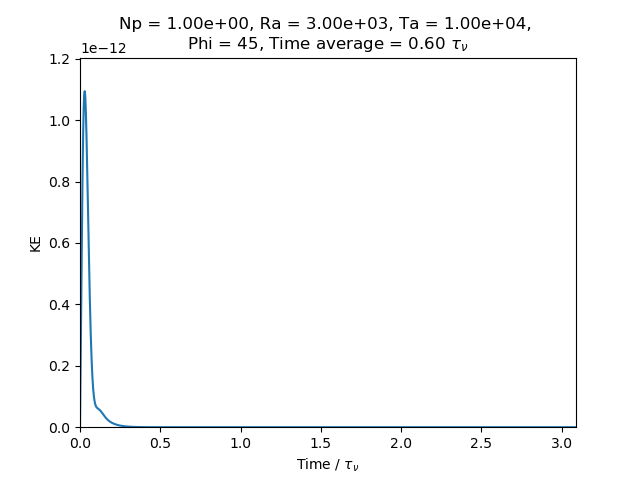 Np = 1.00e+00, Ra = 3.00e+03, Ta = 1.00e+04,
Phi = 45, Time average = 0.60 τν
1e−12
1.2
1.0
0.8
0.6
0.4
0.2
0.0
KE
0.0 0.5 1.0 1.5 2.0 2.5 3.0
Time / τν